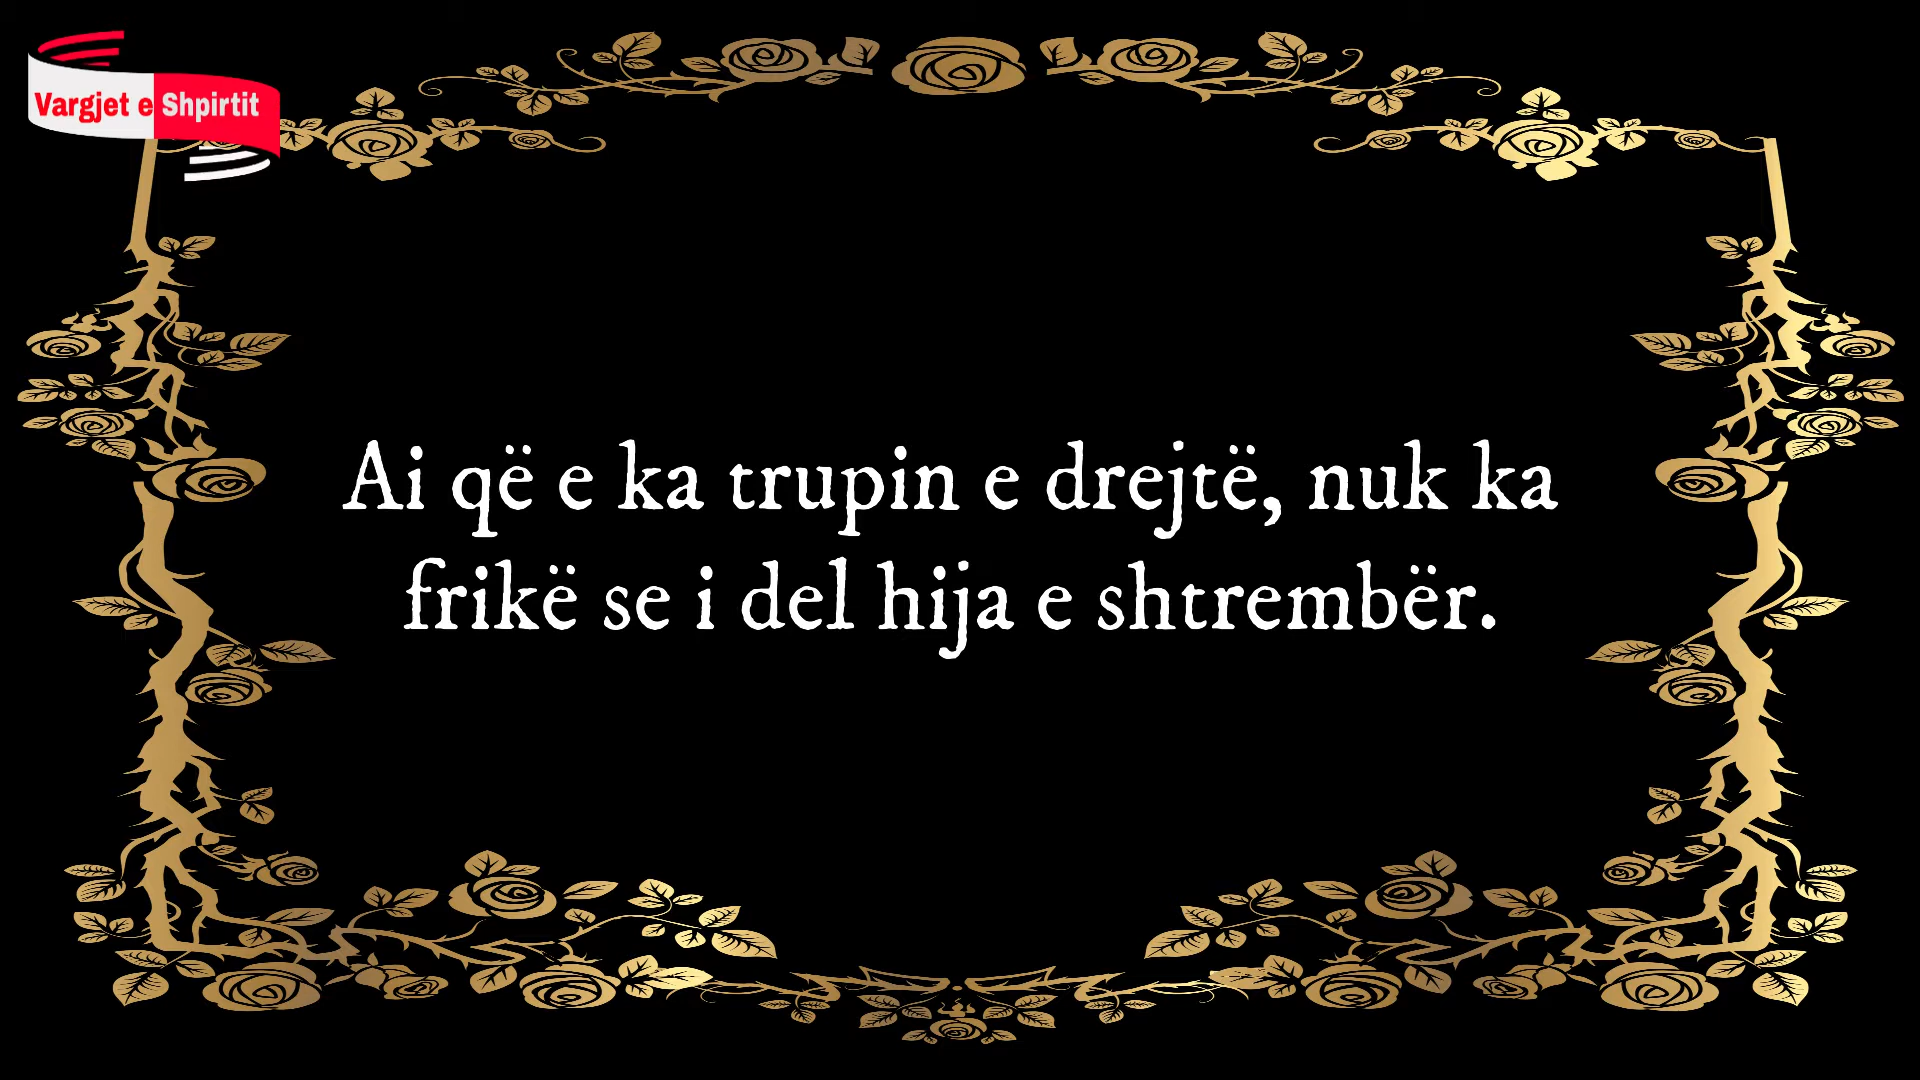 Vargjet e Shpirtit
Ai që e ka trupin e drejtë, nuk ka
frikë se i del hija e shtrembër.